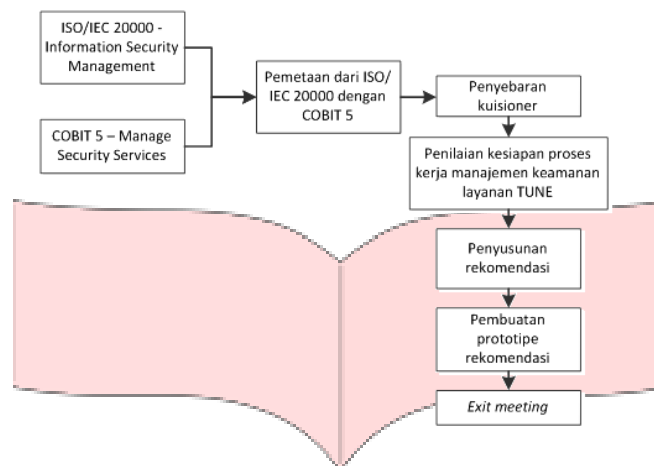 ISO/IEC 20000 -
Information Security
Management
COBIT 5 – Manage
Security Services
Pemetaan dari ISO/
IEC 20000 dengan
COBIT 5
Penyebaran
kuisioner
Penilaian kesiapan proses
kerja manajemen keamanan
layanan TUNE
Penyusunan
rekomendasi
Pembuatan
prototipe
rekomendasi
Exit meeting